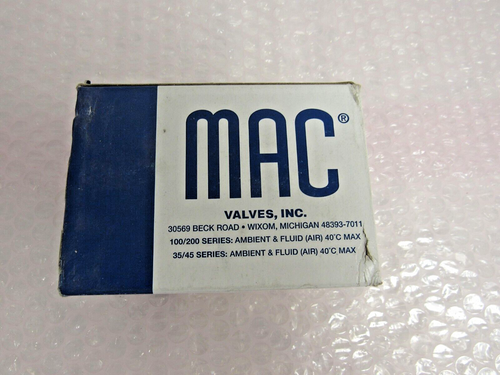 MAC®
VALVES, INC.
30569 BECK ROAD • WIXOM, MICHIGAN 48393-7011
100/200 SERIES: AMBIENT & FLUID (AIR) 40°C MAX
35/45 SERIES: AMBIENT & FLUID (AIR) 40°C MAX